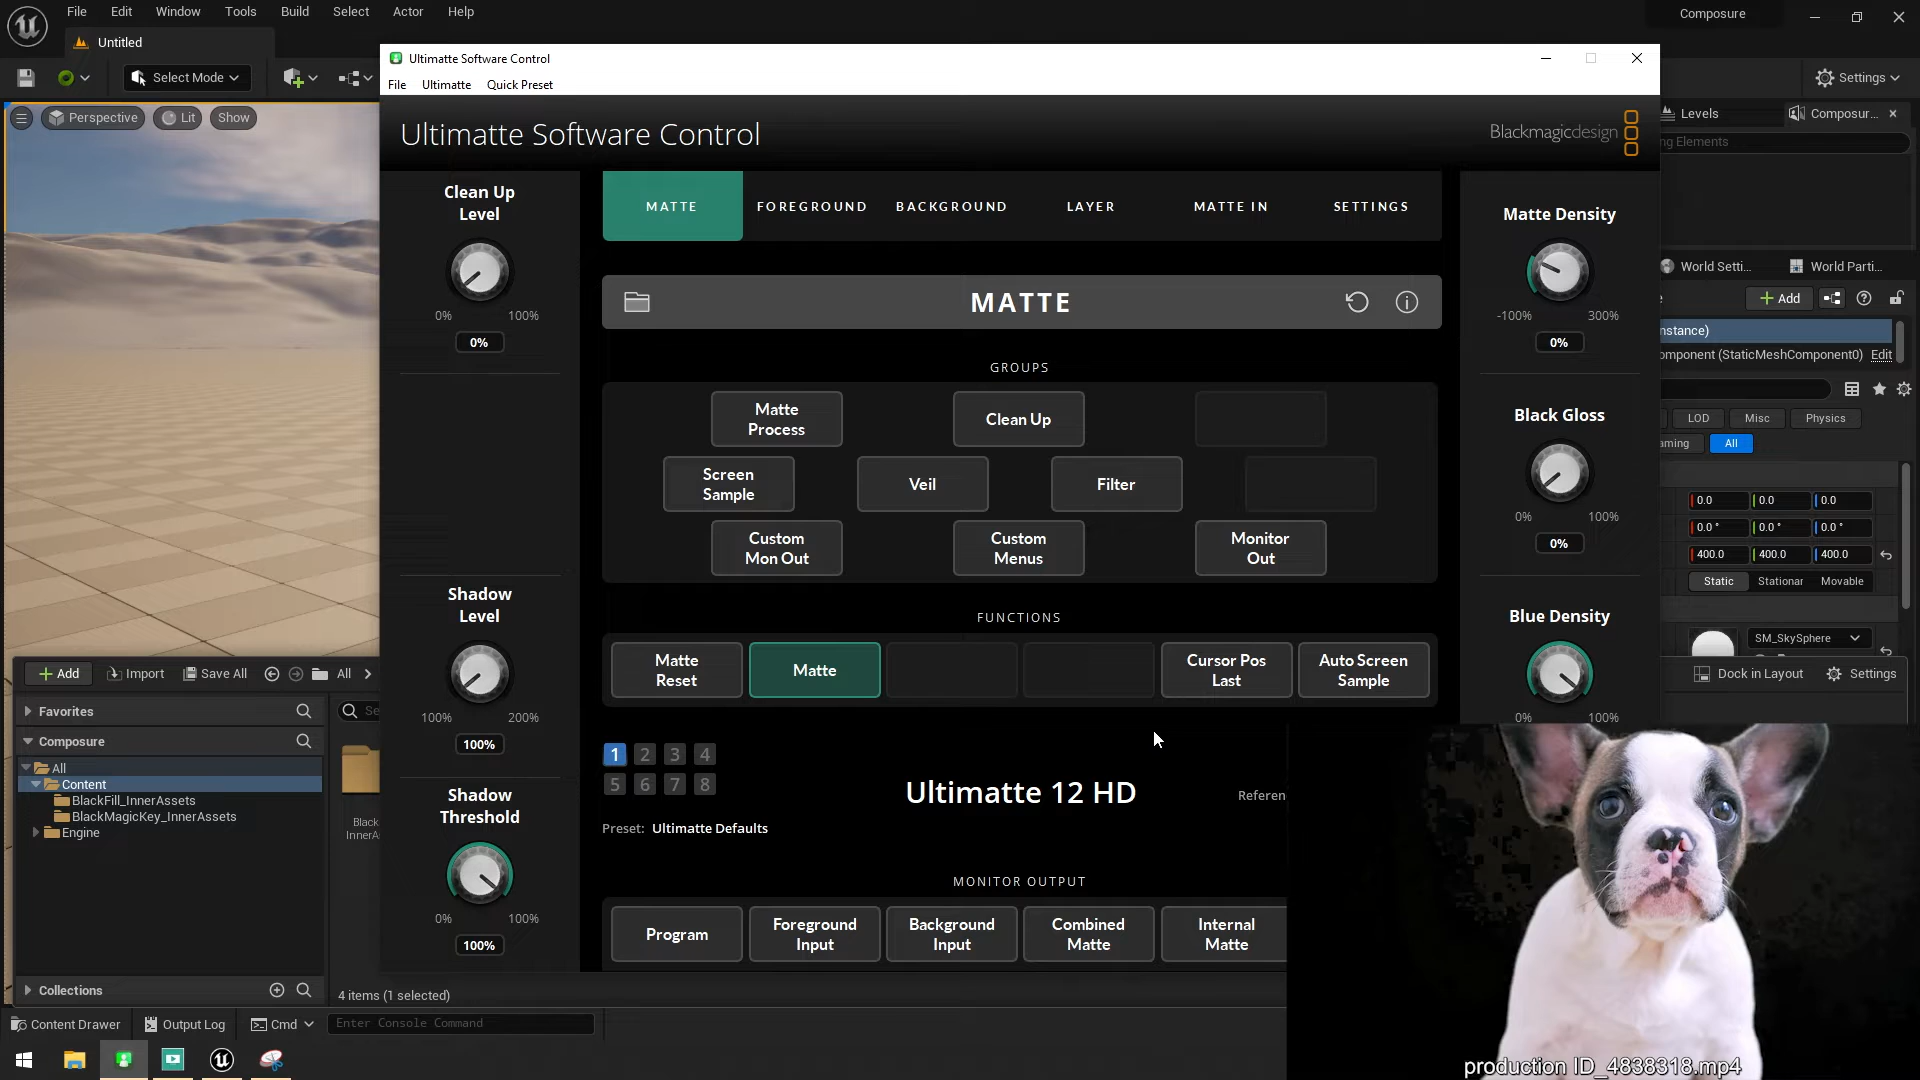 File Edit Window Tools Build Select Actor Help
Composure
Untitled
Select Mode
Settings
Perspective
Lit
Show
Levels
Composur...
ng Elements
World Setti...
World Parti...
Add
nstance)
omponent (StaticMeshComponent0) Edit
LOD
Misc
Physics
aming
All
0.0 0.0 0.0
0.0 ° 0.0 ° 0.0 °
400.0 400.0 400.0
Static
Stationar
Movable
SM_SkySphere
Dock in Layout
Settings
Ultimatte Software Control
File Ultimatte Quick Preset
Ultimatte Software Control
Blackmagicdesign
Clean Up
Level
0% 100%
0%
Shadow
Level
100% 200%
100%
Shadow
Threshold
0% 100%
100%
MATTE
FOREGROUND
BACKGROUND
LAYER
MATTE IN
SETTINGS
MATTE
GROUPS
Matte
Process
Clean Up
Screen
Sample
Veil
Filter
Custom
Mon Out
Custom
Menus
Monitor
Out
FUNCTIONS
Matte
Reset
Matte
Cursor Pos
Last
Auto Screen
Sample
1 2 3 4
5 6 7 8
Ultimatte 12 HD
Referen
Preset: Ultimatte Defaults
MONITOR OUTPUT
Program
Foreground
Input
Background
Input
Combined
Matte
Internal
Matte
Matte Density
-100% 300%
0%
Black Gloss
0% 100%
0%
Blue Density
0% 100%
Add
Import
Save All
All
Favorites
Se
Composure
All
Content
BlackFill_InnerAssets
BlackMagicKey_InnerAssets
Engine
Black
InnerA
Collections
4 items (1 selected)
Content Drawer
Output Log
Cmd
Enter Console Command
production ID_4838318.mp4